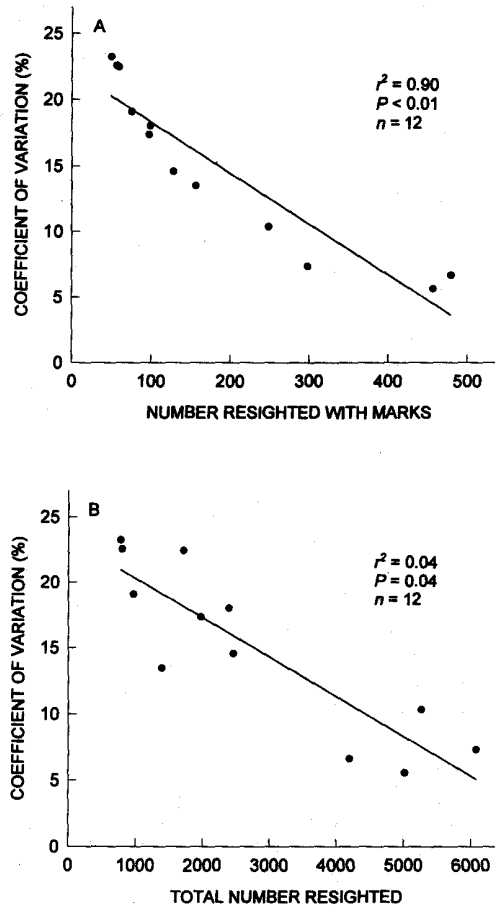 A
COEFFICIENT OF VARIATION (%)
25
20
15
10
5
0
r² = 0.90
P < 0.01
n = 12
0 100 200 300 400 500
NUMBER RESIGHTED WITH MARKS
B
COEFFICIENT OF VARIATION (%)
25
20
15
10
5
0
r² = 0.04
P = 0.04
n = 12
0 1000 2000 3000 4000 5000 6000
TOTAL NUMBER RESIGHTED